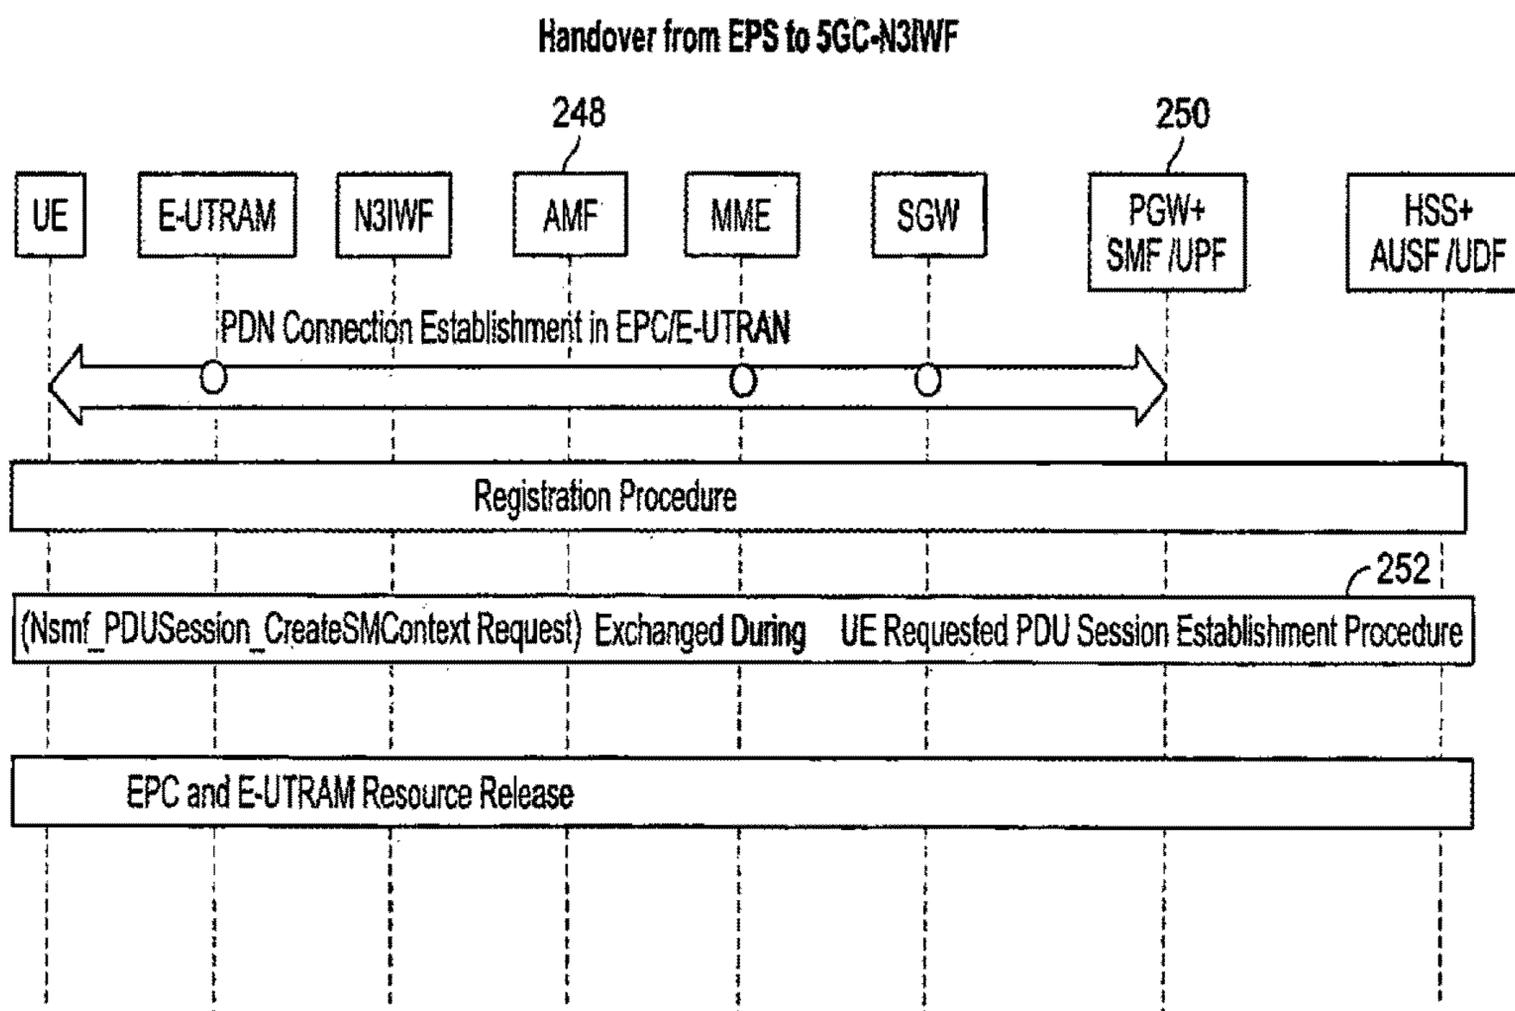 Handover from EPS to 5GC-N3IWF
248
250
UE
E-UTRAM
N3IWF
AMF
MME
SGW
PGW+
SMF /UPF
HSS+
AUSF /UDF
PDN Connection Establishment in EPC/E-UTRAN
Registration Procedure
252
(Nsmf_PDUSession_CreateSMContext Request) Exchanged During UE Requested PDU Session Establishment Procedure
EPC and E-UTRAM Resource Release